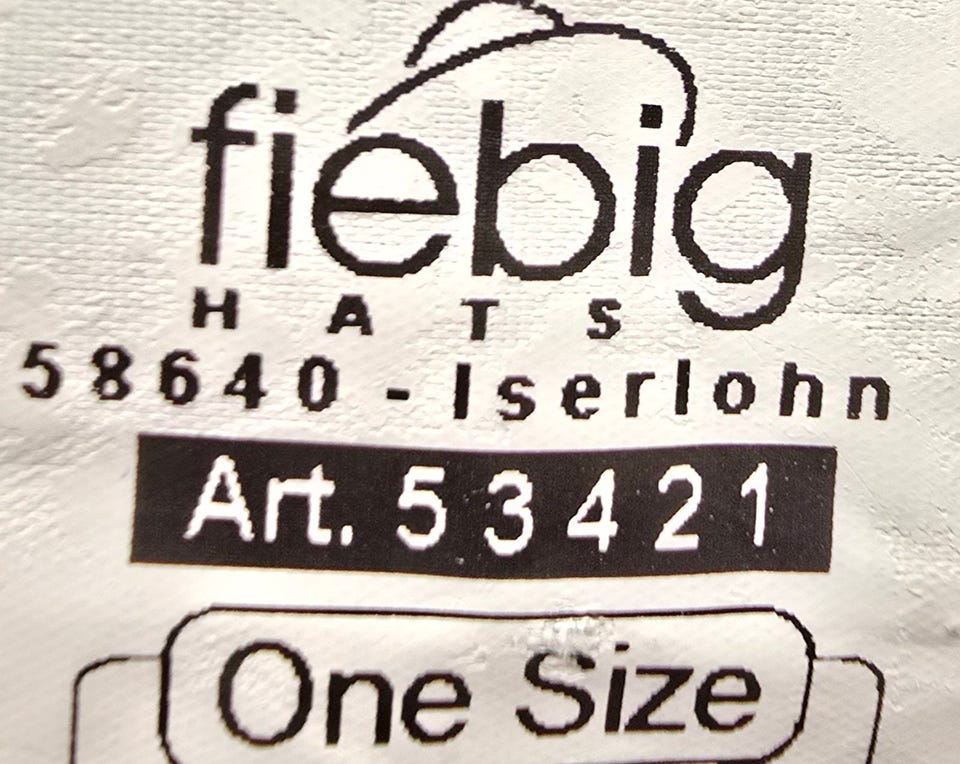 fiebig
HATS
58640 - Iserlohn
Art. 53421
One Size